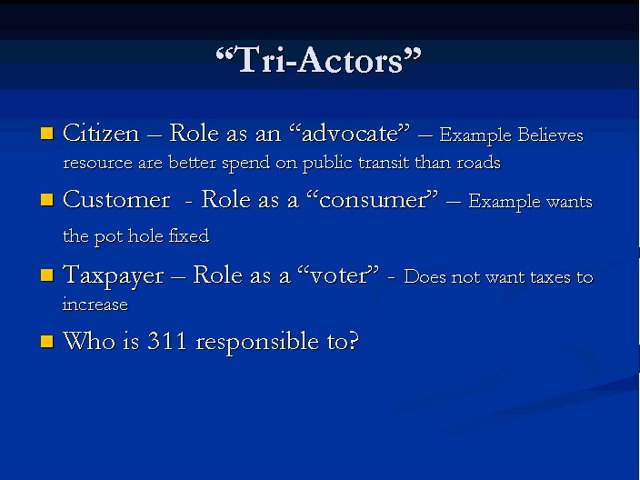 “Tri-Actors”
Citizen – Role as an “advocate” – Example Believes
resource are better spend on public transit than roads
Customer - Role as a “consumer” – Example wants
the pot hole fixed
Taxpayer – Role as a “voter” - Does not want taxes to
increase
Who is 311 responsible to?